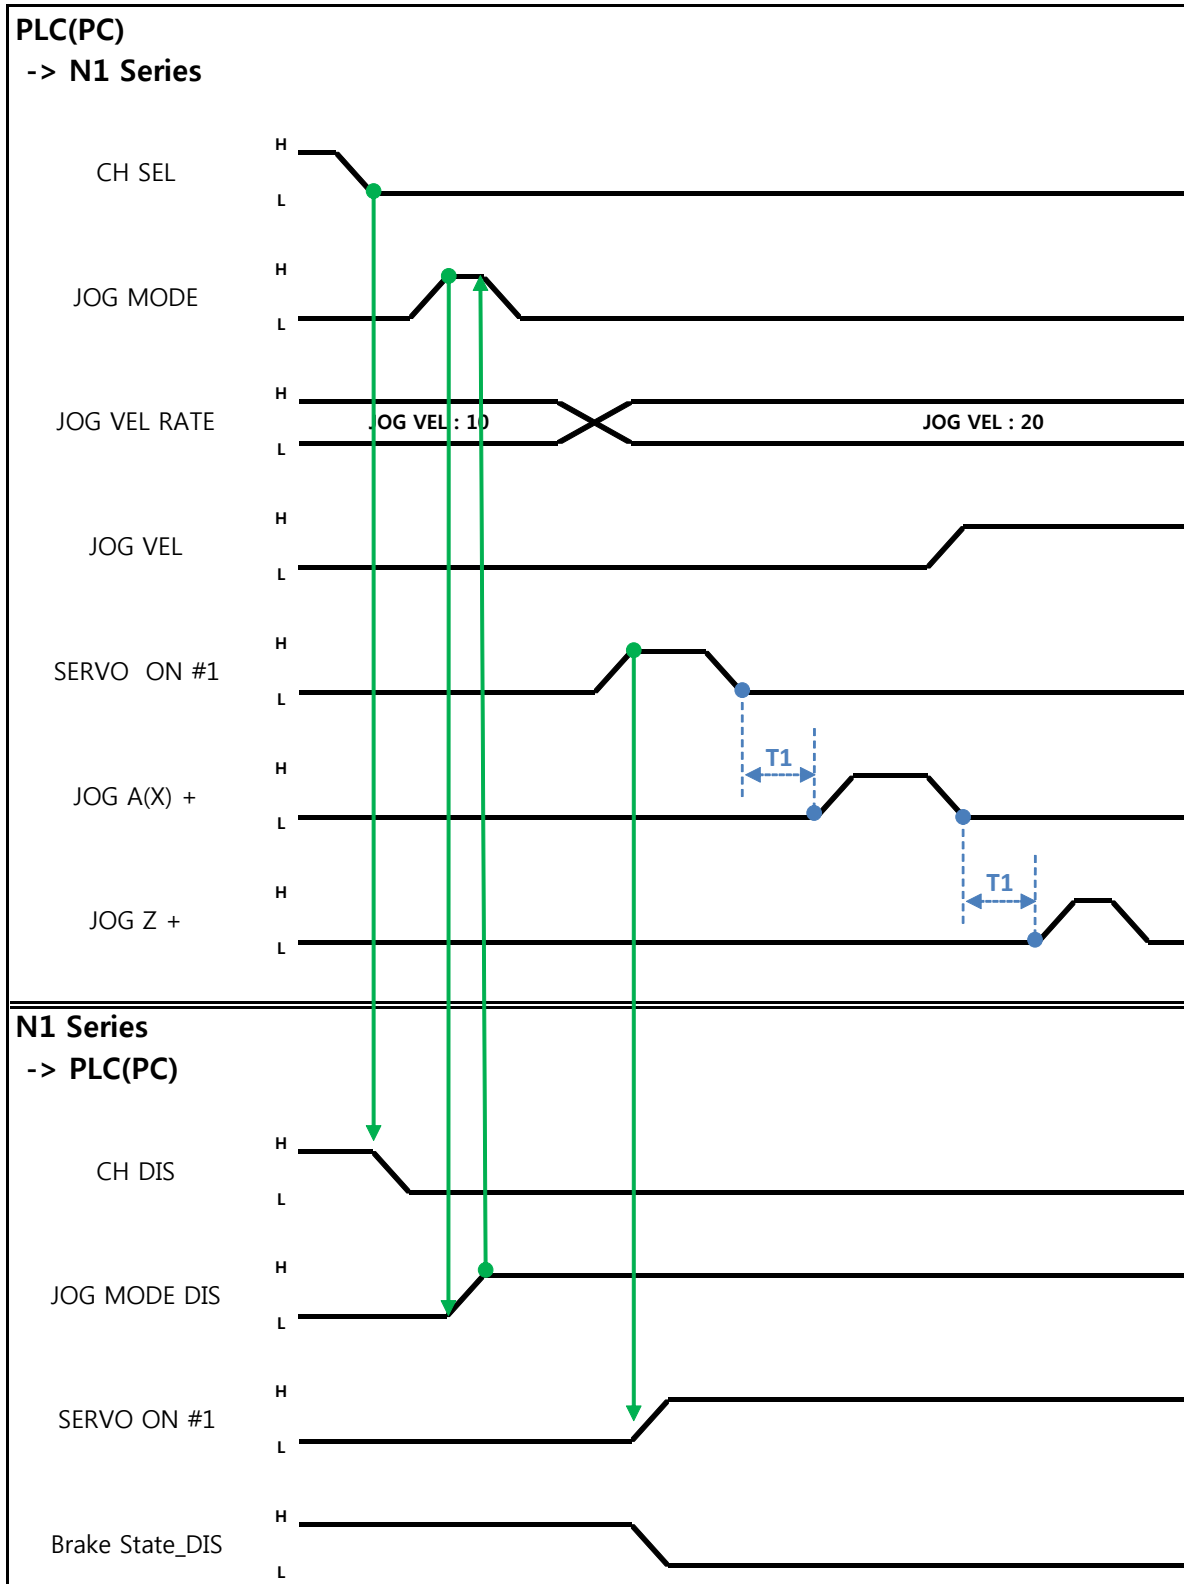 PLC(PC)
-> N1 Series
H
CH SEL
L
H
JOG MODE
L
H
JOG VEL RATE JOG VEL : 10 JOG VEL : 20
L
H
JOG VEL
L
H
SERVO ON #1
L
T1
H
JOG A(X) +
L
T1
H
JOG Z +
L
N1 Series
-> PLC(PC)
H
CH DIS
L
H
JOG MODE DIS
L
H
SERVO ON #1
L
H
Brake State_DIS
L